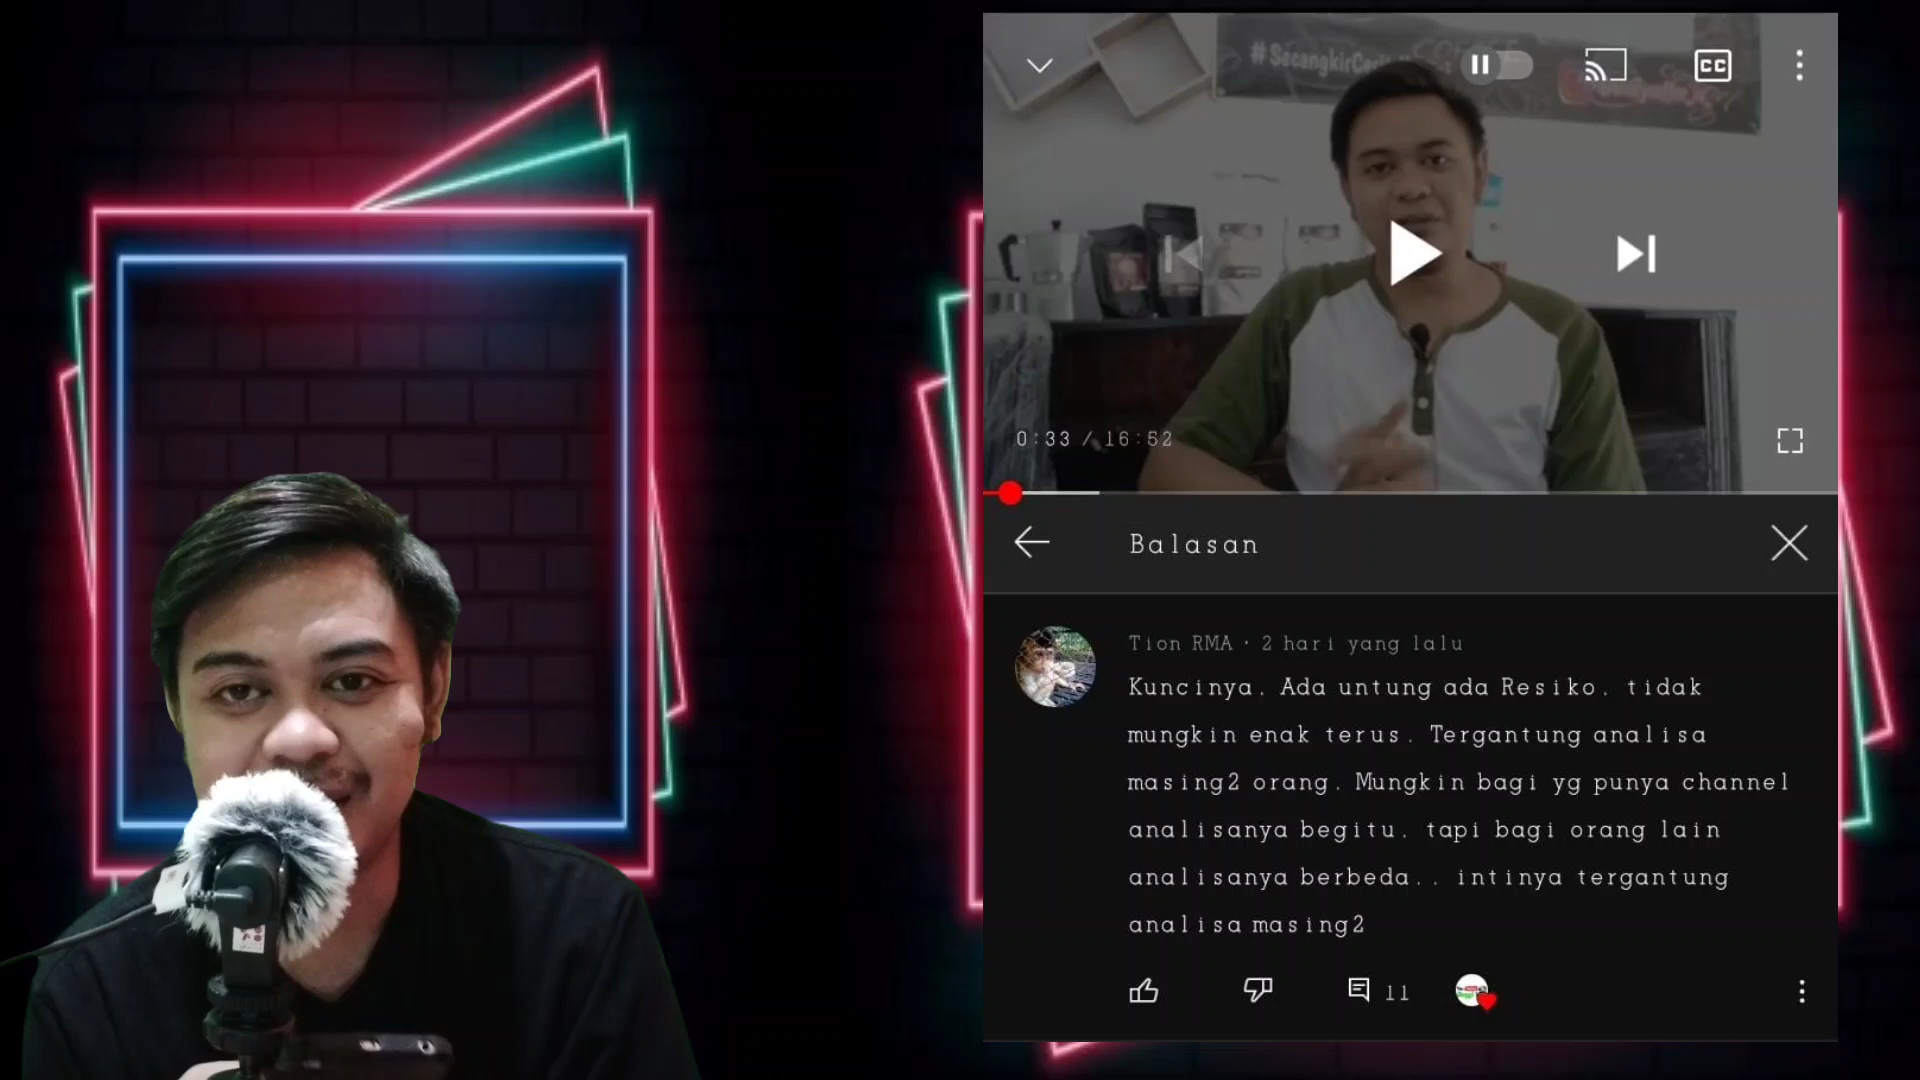 #SecangkirCerita
CC
0:33 / 16:52
Balasan
Tion RMA · 2 hari yang lalu
Kuncinya. Ada untung ada Resiko. tidak
mungkin enak terus. Tergantung analisa
masing2 orang. Mungkin bagi yg punya channel
analisanya begitu. tapi bagi orang lain
analisanya berbeda.. intinya tergantung
analisa masing2
11